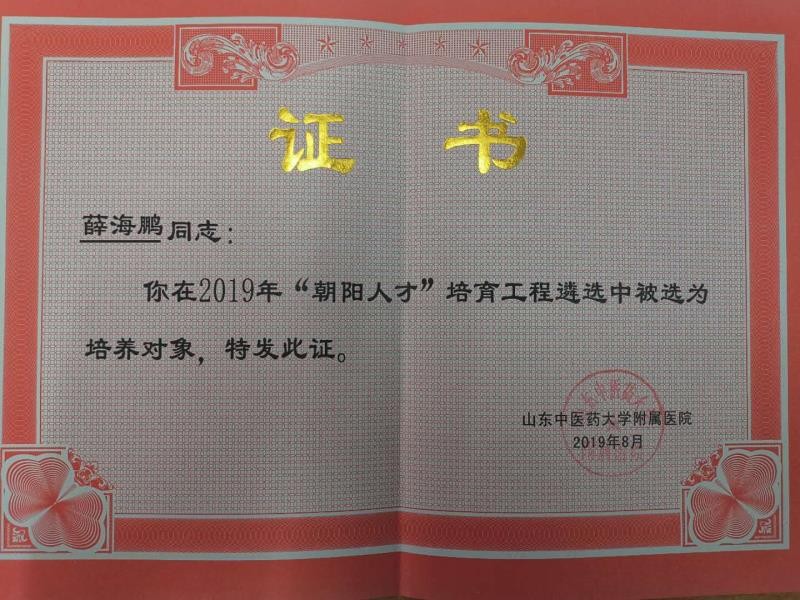 证书
薛海鹏同志：
你在2019年“朝阳人才”培育工程遴选中被选为
培养对象，特发此证。
山东中医药大学附属医院
2019年8月